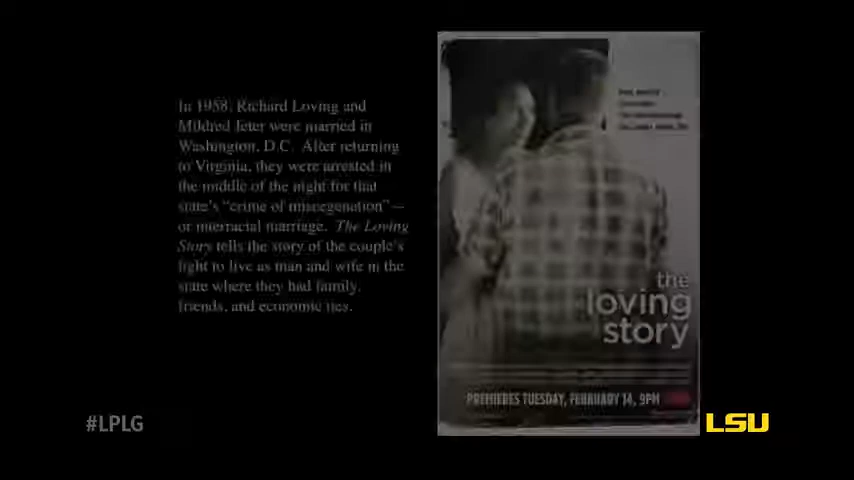 In 1958, Richard Loving and
Mildred Jeter were married in
Washington, D.C. After returning
to Virginia, they were arrested in
the middle of the night for that
state's “crime of miscegenation”—
or interracial marriage. The Loving
Story tells the story of the couple's
fight to live as man and wife in the
state where they had family,
friends, and economic ties.
the
loving
story
PREMIERES TUESDAY, FEBRUARY 14, 9PM
#LPLG
LSU